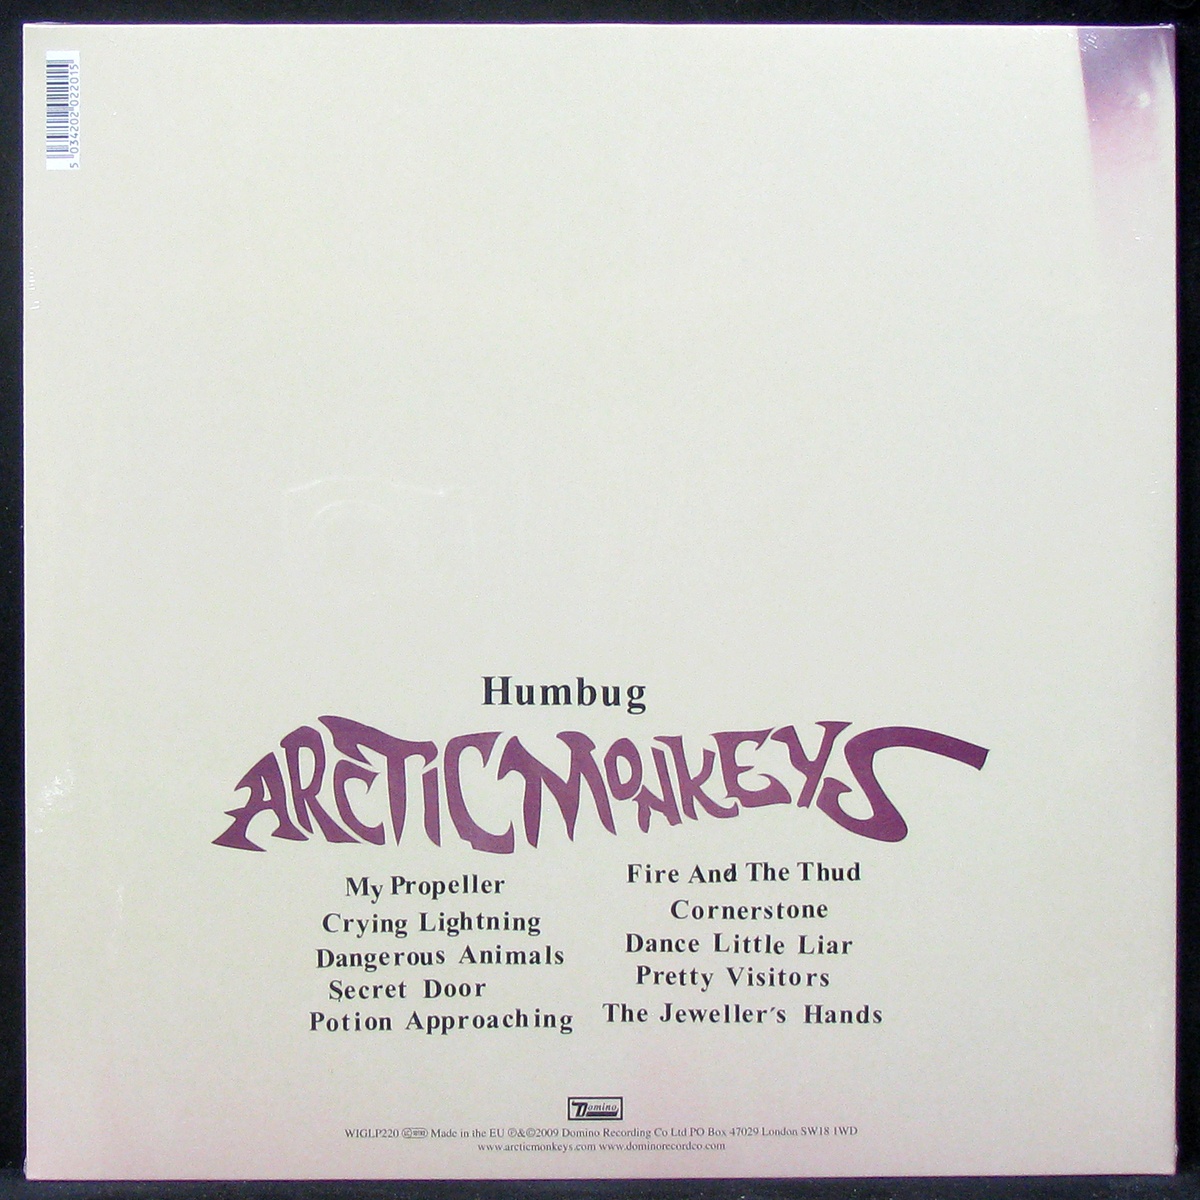 5 034202 022015
Humbug
ARCTIC MONKEYS
My Propeller
Crying Lightning
Dangerous Animals
Secret Door
Potion Approaching
Fire And The Thud
Cornerstone
Dance Little Liar
Pretty Visitors
The Jeweller's Hands
Domino
WIGLP220 Made in the EU ℗&©2009 Domino Recording Co Ltd PO Box 47029 London SW18 1WD
www.arcticmonkeys.com www.dominorecordco.com